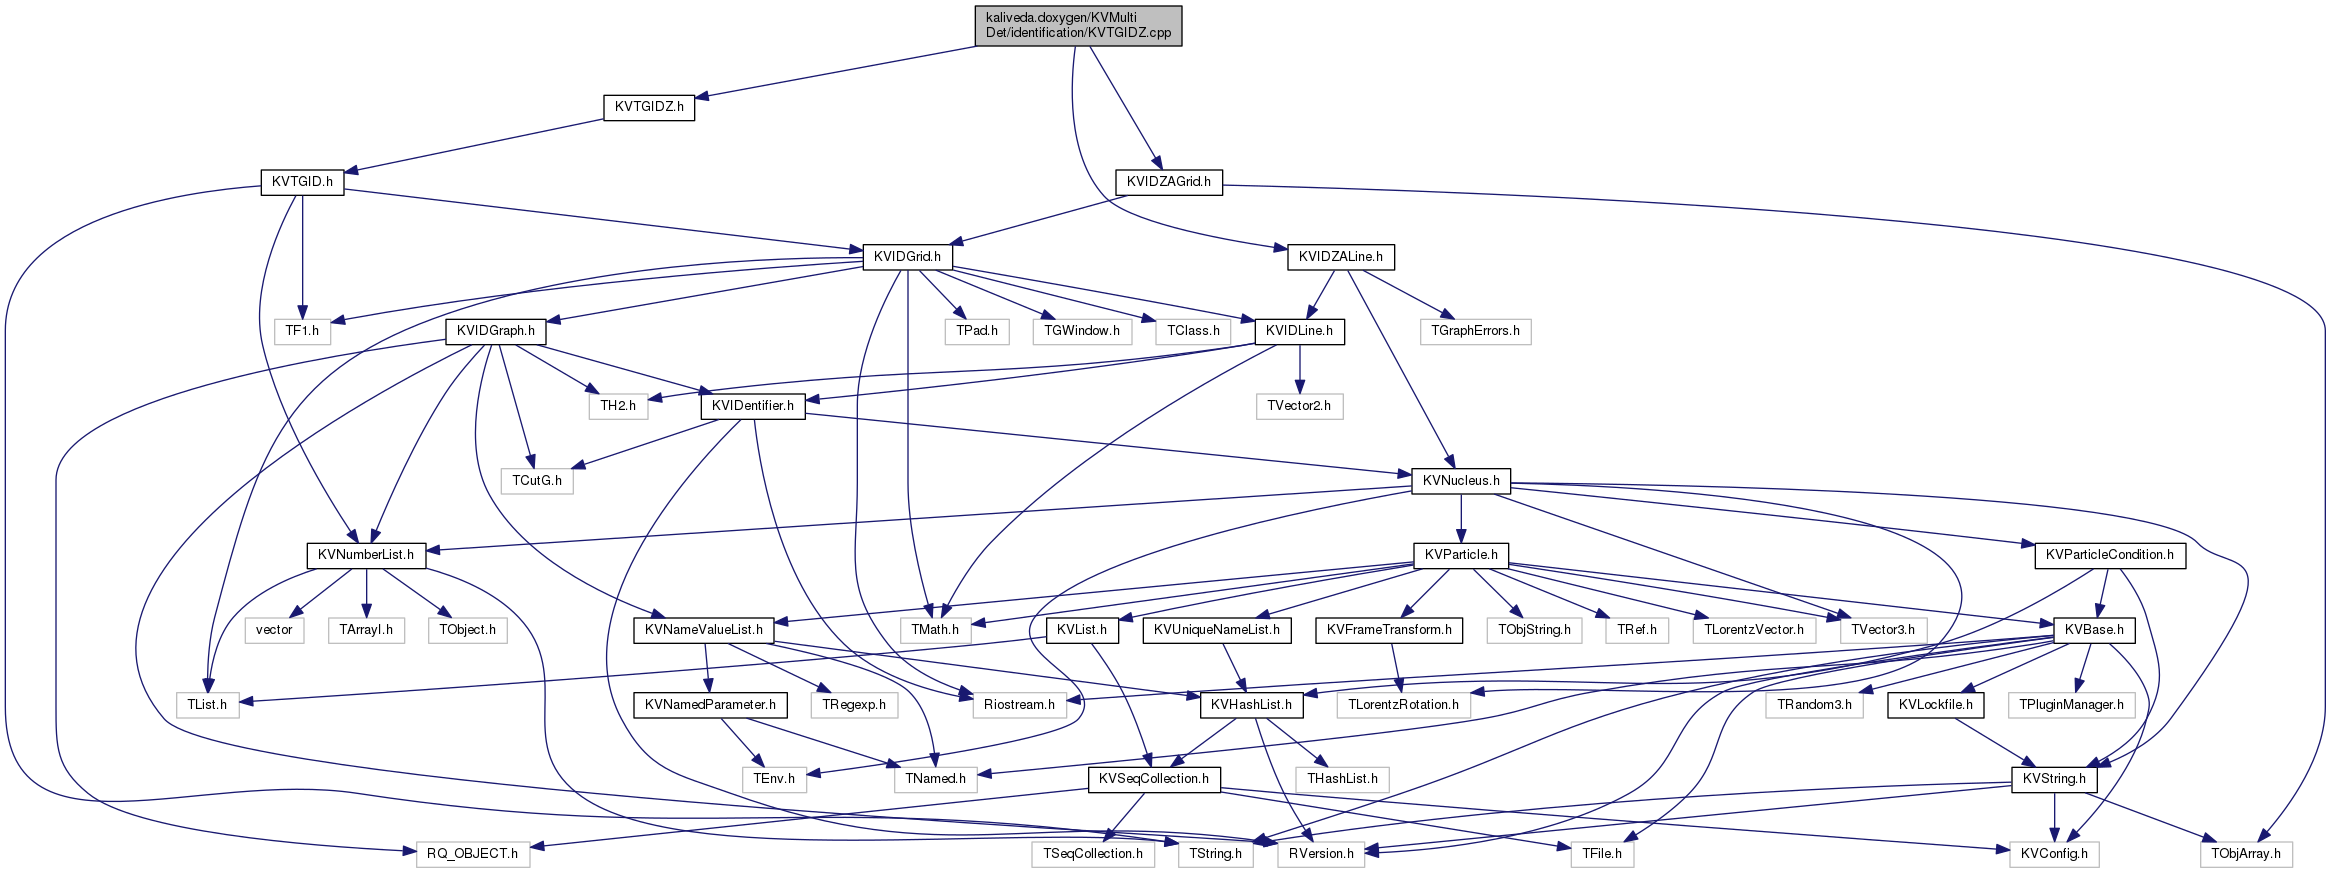 kaliveda.doxygen/KVMulti
Det/identification/KVTGIDZ.cpp
KVTGIDZ.h
KVTGID.h
KVIDZAGrid.h
KVIDGrid.h
KVIDZALine.h
TF1.h
KVIDGraph.h
TPad.h
TGWindow.h
TClass.h
KVIDLine.h
TGraphErrors.h
TH2.h
KVIDentifier.h
TVector2.h
TCutG.h
KVNucleus.h
KVNumberList.h
KVParticle.h
KVParticleCondition.h
vector
TArrayI.h
TObject.h
KVNameValueList.h
TMath.h
KVList.h
KVUniqueNameList.h
KVFrameTransform.h
TObjString.h
TRef.h
TLorentzVector.h
TVector3.h
KVBase.h
TList.h
KVNamedParameter.h
TRegexp.h
Riostream.h
KVHashList.h
TLorentzRotation.h
TRandom3.h
KVLockfile.h
TPluginManager.h
TEnv.h
TNamed.h
KVSeqCollection.h
THashList.h
KVString.h
RQ_OBJECT.h
TSeqCollection.h
TString.h
RVersion.h
TFile.h
KVConfig.h
TObjArray.h